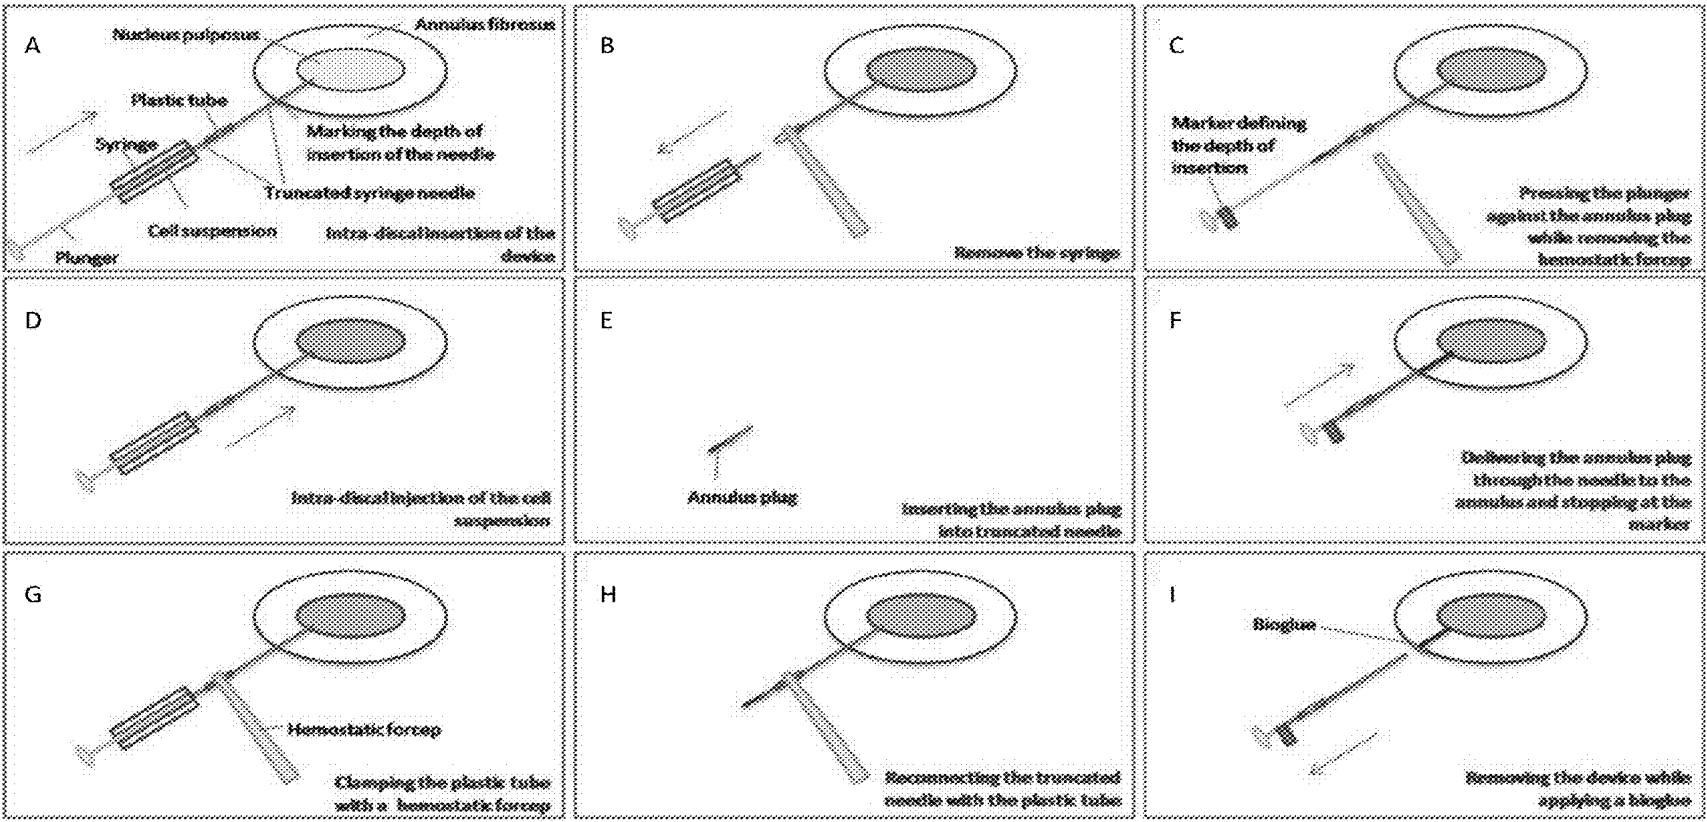 A
Nucleus pulposus
Annulus fibrosus
Plastic tube
Syringe
Marking the depth of
insertion of the needle
Truncated syringe needle
Cell suspension
Plunger
Intra-discal insertion of the
device
B
Remove the syringe
C
Marker defining
the depth of
insertion
Pressing the plunger
against the annulus plug
while removing the
hemostatic forcep
D
Intra-discal injection of the cell
suspension
E
Annulus plug
Inserting the annulus plug
into truncated needle
F
Delivering the annulus plug
through the needle to the
annulus and stopping at the
marker
G
Hemostatic forcep
Clamping the plastic tube
with a hemostatic forcep
H
Reconnecting the truncated
needle with the plastic tube
I
Bioglue
Removing the device while
applying a bioglue